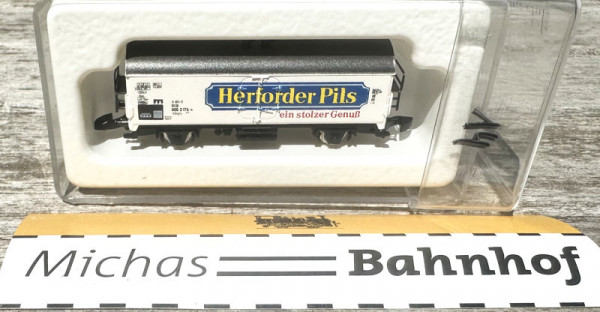 Herforder Pils
ein stolzer Genuß
Michas Bahnhof